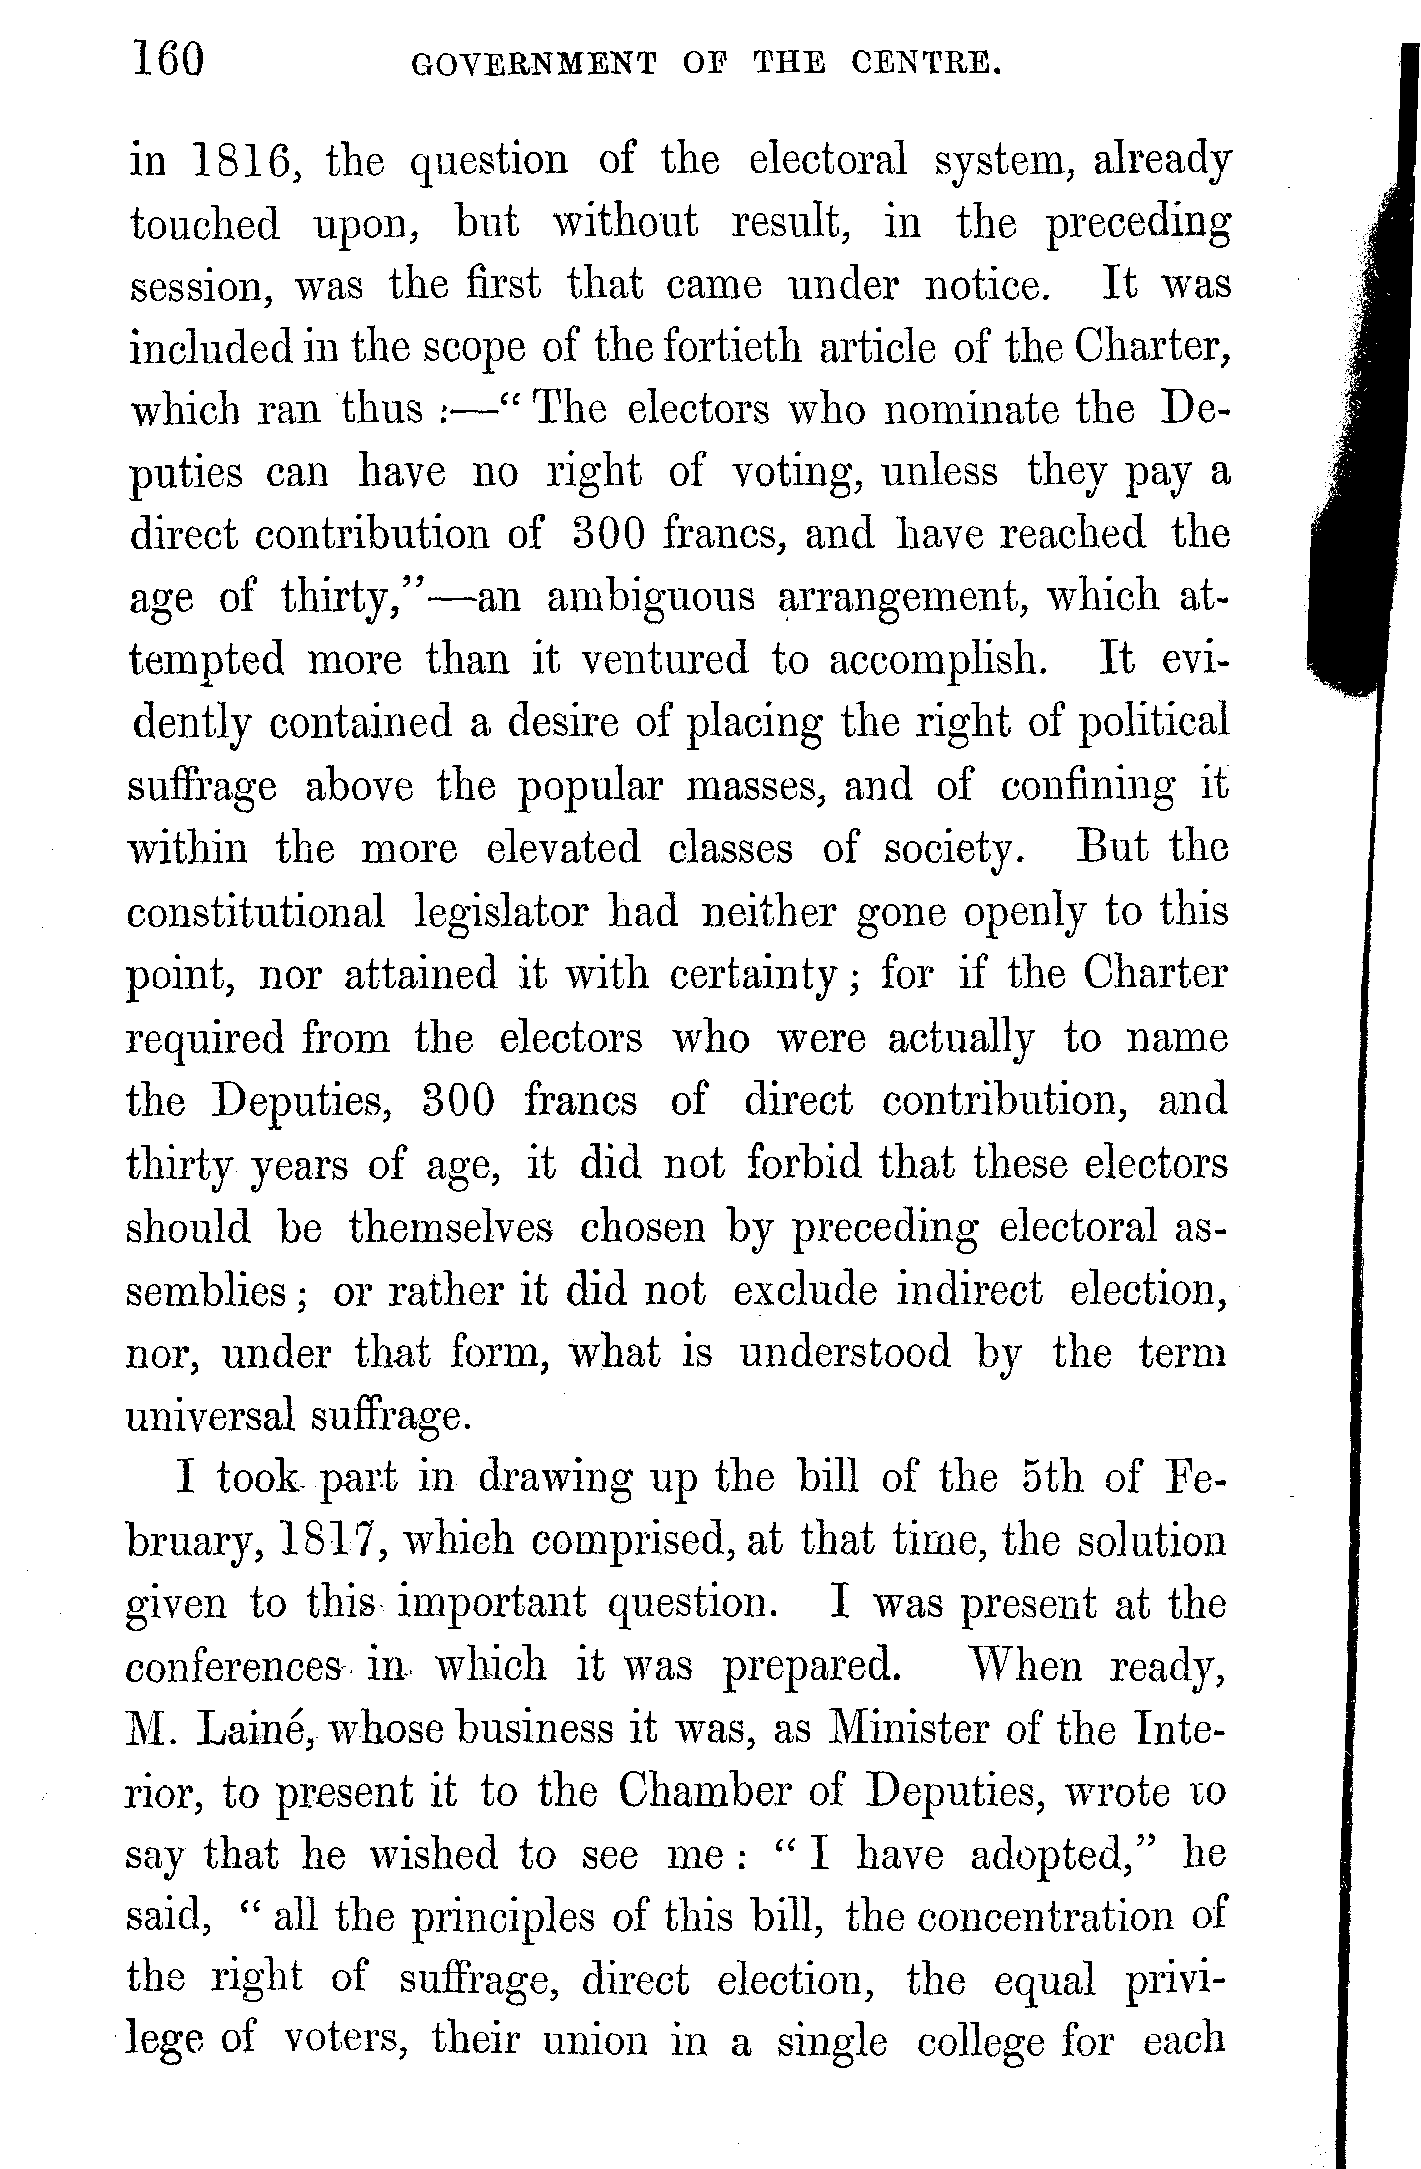 160 GOVERNMENT OF THE CENTRE.
in 1816, the question of the electoral system, already
touched upon, but without result, in the preceding
session, was the first that came under notice. It was
included in the scope of the fortieth article of the Charter,
which ran thus :—“ The electors who nominate the De-
puties can have no right of voting, unless they pay a
direct contribution of 300 francs, and have reached the
age of thirty,”—an ambiguous arrangement, which at-
tempted more than it ventured to accomplish. It evi-
dently contained a desire of placing the right of political
suffrage above the popular masses, and of confining it
within the more elevated classes of society. But the
constitutional legislator had neither gone openly to this
point, nor attained it with certainty ; for if the Charter
required from the electors who were actually to name
the Deputies, 300 francs of direct contribution, and
thirty years of age, it did not forbid that these electors
should be themselves chosen by preceding electoral as-
semblies ; or rather it did not exclude indirect election,
nor, under that form, what is understood by the term
universal suffrage.
I took part in drawing up the bill of the 5th of Fe-
bruary, 1817, which comprised, at that time, the solution
given to this important question. I was present at the
conferences in which it was prepared. When ready,
M. Lainé, whose business it was, as Minister of the Inte-
rior, to present it to the Chamber of Deputies, wrote to
say that he wished to see me : “ I have adopted,” he
said, “ all the principles of this bill, the concentration of
the right of suffrage, direct election, the equal privi-
lege of voters, their union in a single college for each